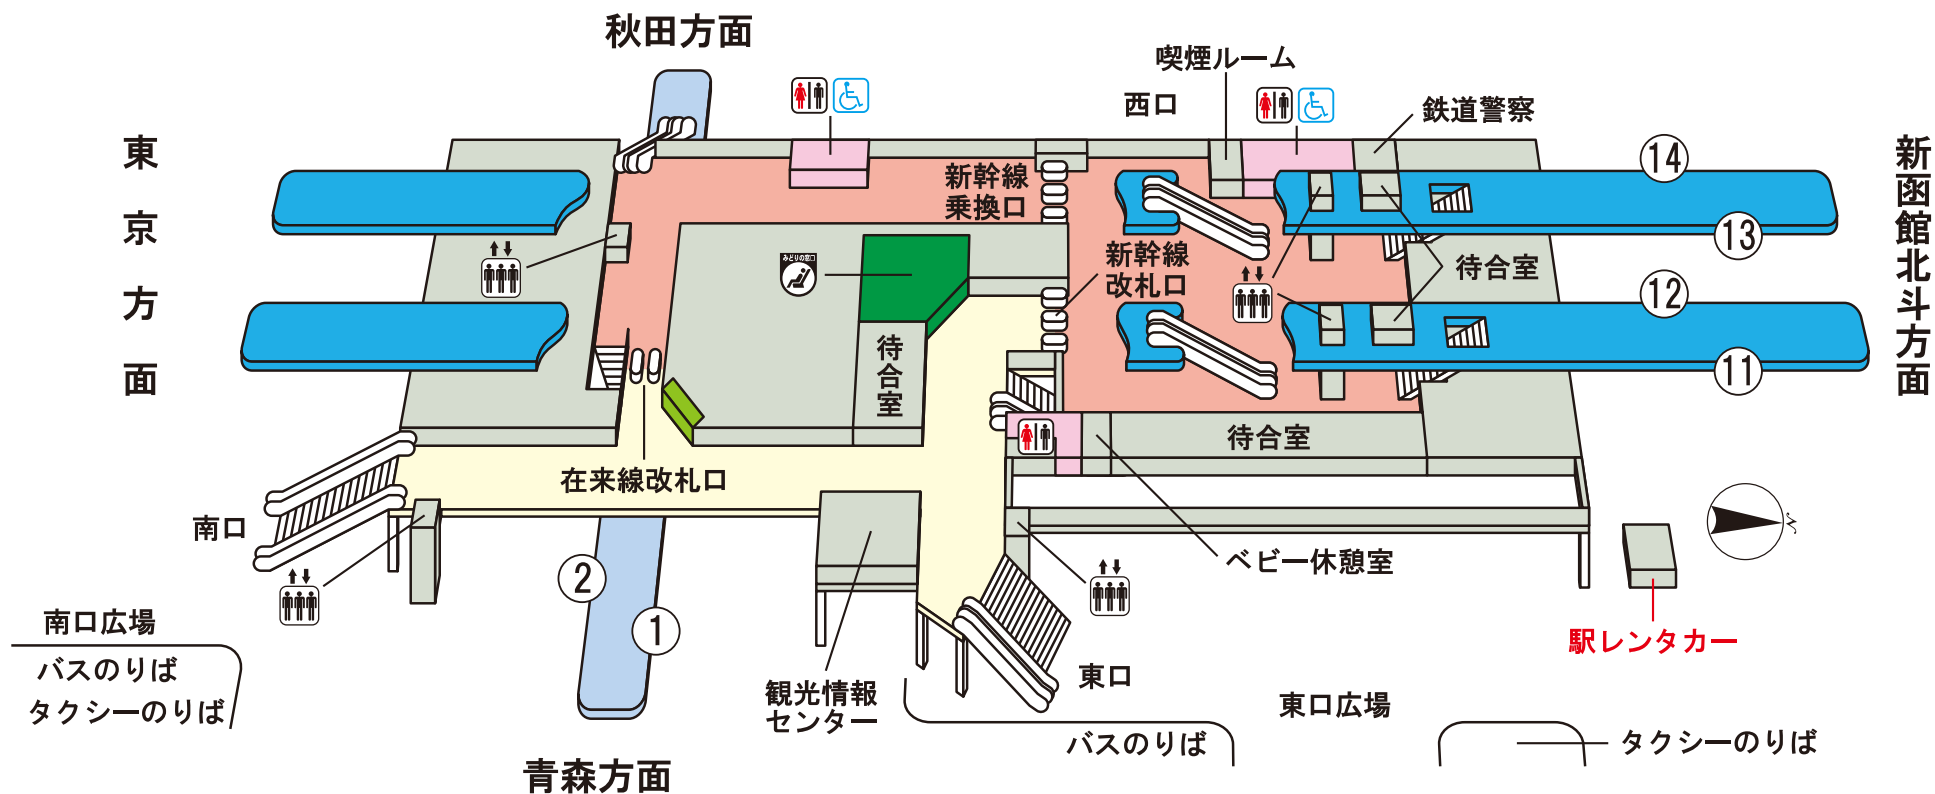 秋田方面
喫煙ルーム
西口
鉄道警察
14
東京方面
新函館北斗方面
新幹線
乗換口
13
新幹線
改札口
待合室
みどりの窓口
12
待合室
11
待合室
在来線改札口
南口
ベビー休憩室
2
1
南口広場
バスのりば
タクシーのりば
観光情報
センター
東口
駅レンタカー
東口広場
バスのりば
タクシーのりば
青森方面